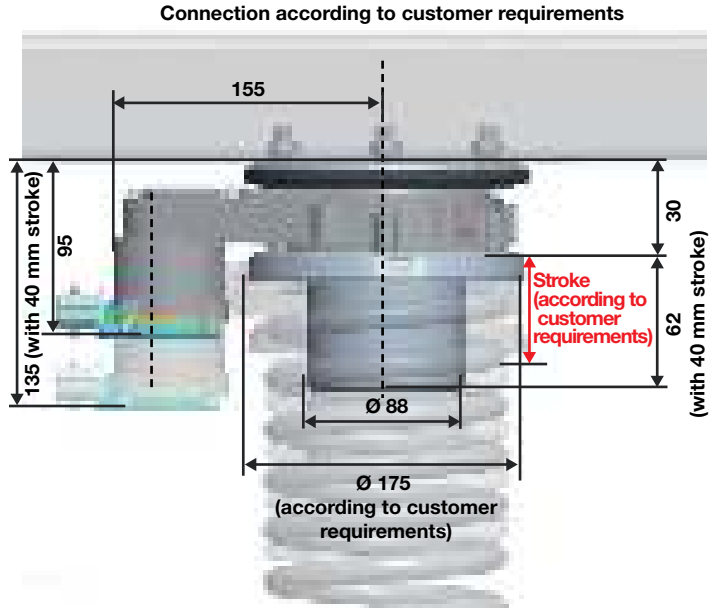 Connection according to customer requirements
155
135 (with 40 mm stroke)
95
30
Stroke
(according to
customer
requirements)
62
(with 40 mm stroke)
Ø 88
Ø 175
(according to customer
requirements)